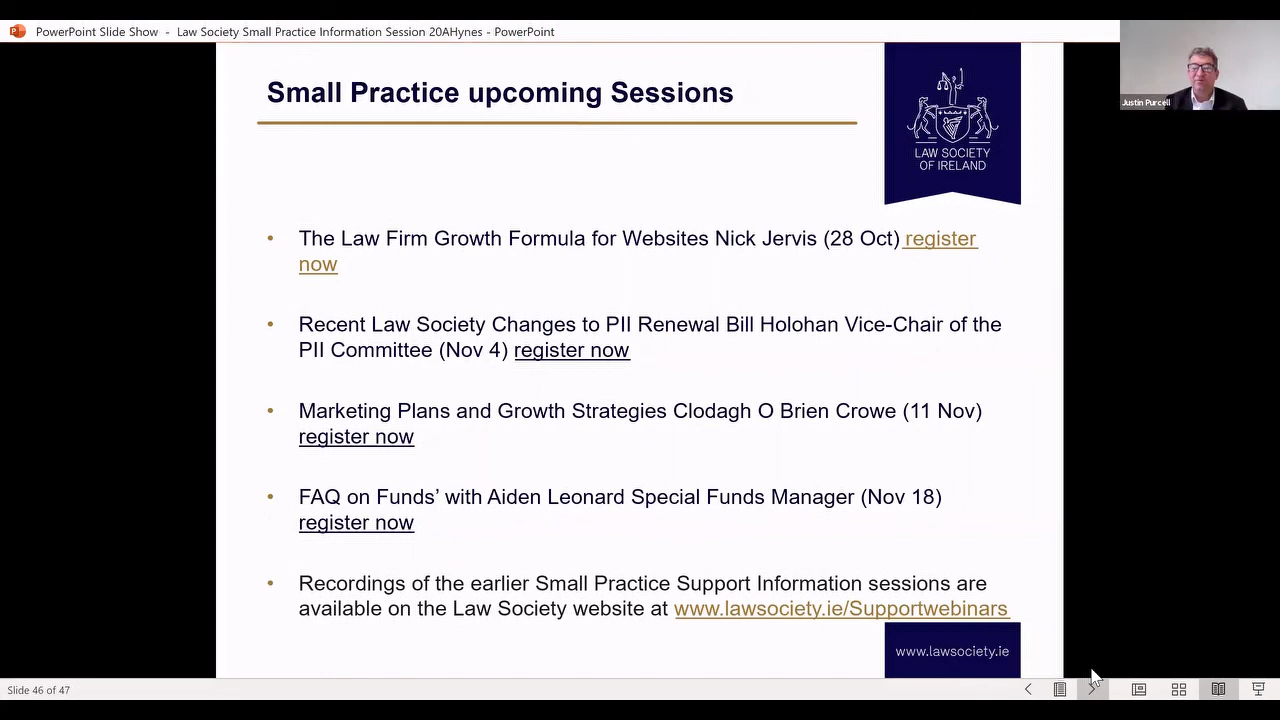 PowerPoint Slide Show - Law Society Small Practice Information Session 20AHynes - PowerPoint
Justin Purcell
Small Practice upcoming Sessions
LAW SOCIETY
OF IRELAND
• The Law Firm Growth Formula for Websites Nick Jervis (28 Oct) register
now
• Recent Law Society Changes to PII Renewal Bill Holohan Vice-Chair of the
PII Committee (Nov 4) register now
• Marketing Plans and Growth Strategies Clodagh O Brien Crowe (11 Nov)
register now
• FAQ on Funds’ with Aiden Leonard Special Funds Manager (Nov 18)
register now
• Recordings of the earlier Small Practice Support Information sessions are
available on the Law Society website at www.lawsociety.ie/Supportwebinars
www.lawsociety.ie
Slide 46 of 47